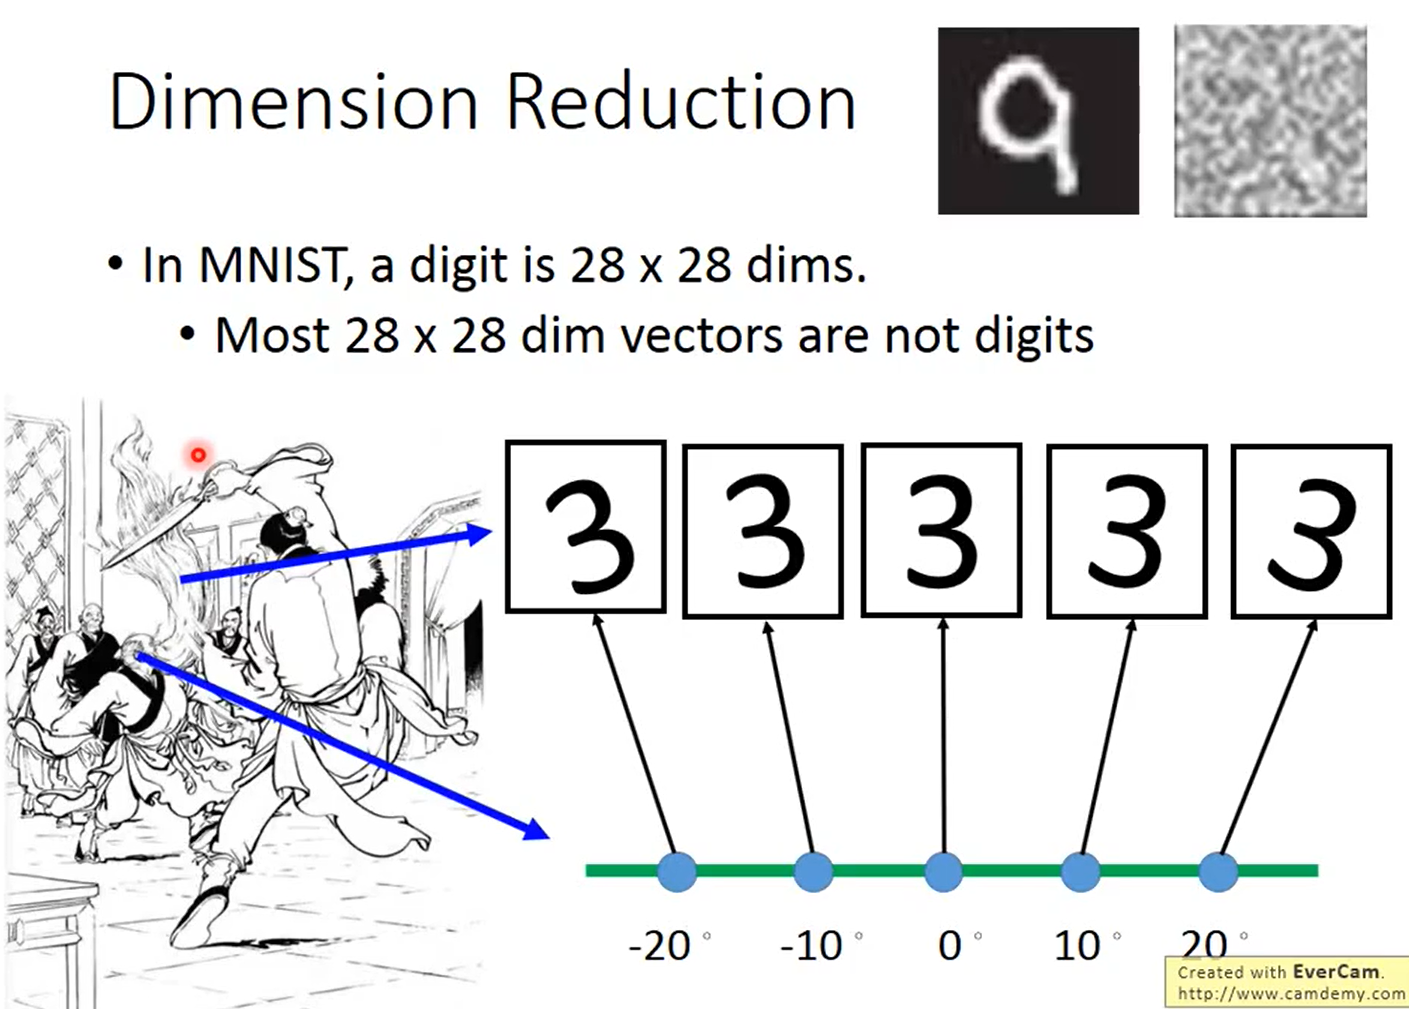 Dimension Reduction
• In MNIST, a digit is 28 x 28 dims.
• Most 28 x 28 dim vectors are not digits
9
3 3 3 3 3
-20 ° -10 ° 0 ° 10 ° 20 °
Created with EverCam.
http://www.camdemy.com